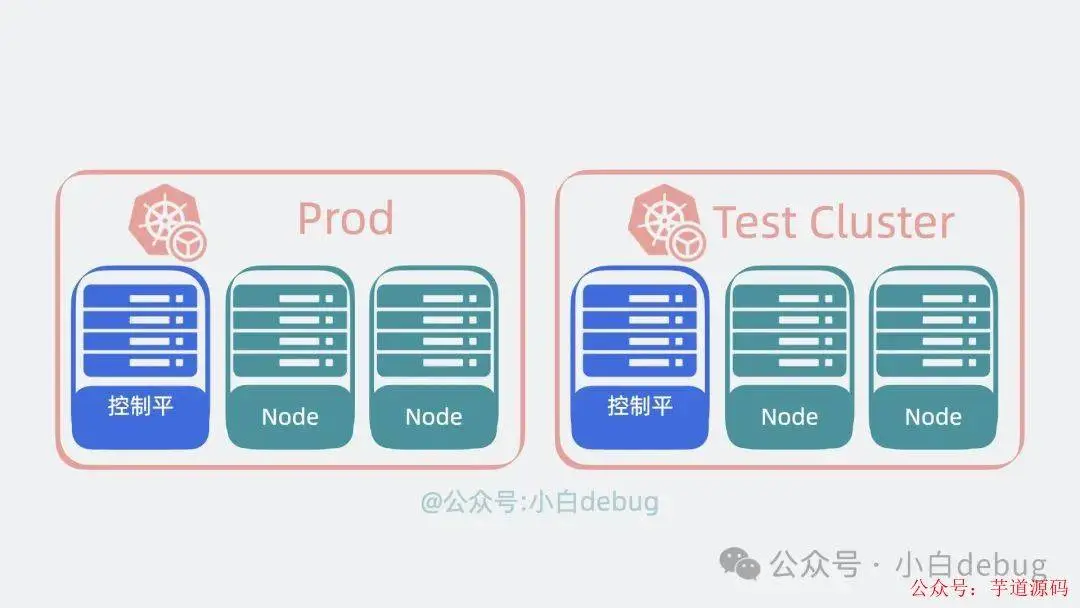 Prod
Test Cluster
控制平
Node
Node
控制平
Node
Node
@公众号:小白debug
公众号 · 小白debug
公众号：芋道源码